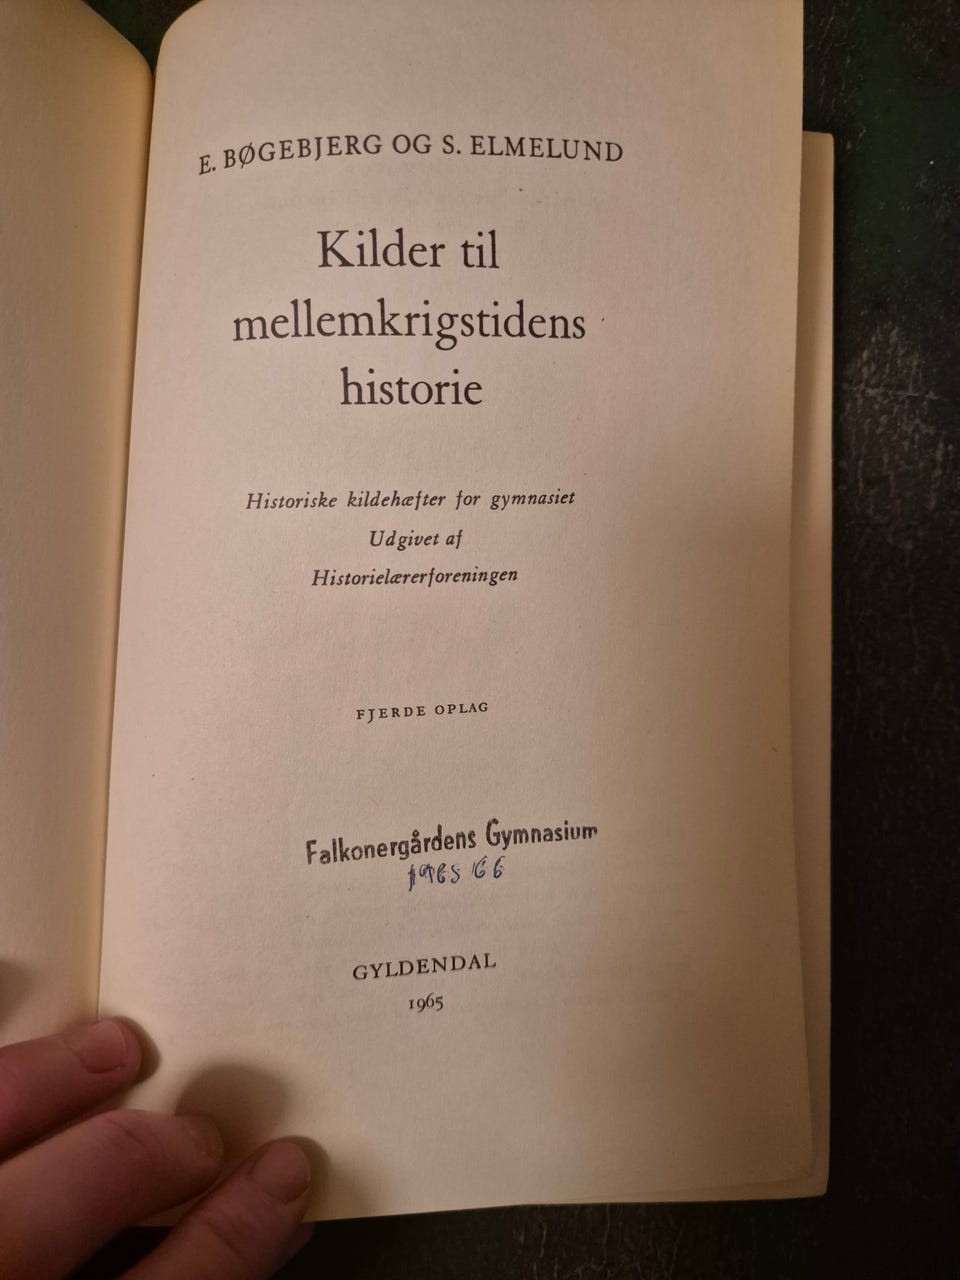 E. BØGEBJERG OG S. ELMELUND
Kilder til
mellemkrigstidens
historie
Historiske kildehæfter for gymnasiet
Udgivet af
Historielærerforeningen
FJERDE OPLAG
Falkonergårdens Gymnasium
1965 66
GYLDENDAL
1965